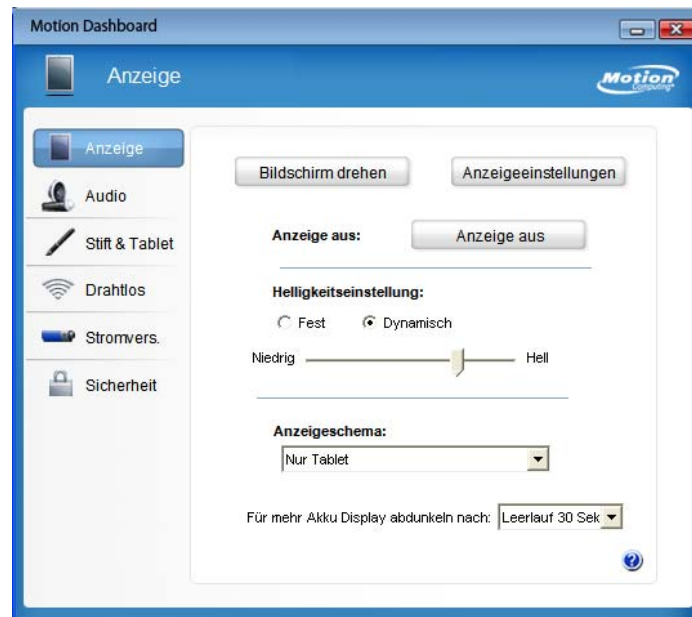 Motion Dashboard
Anzeige
Motion
Computing
Anzeige
Audio
Stift & Tablet
Drahtlos
Stromvers.
Sicherheit
Bildschirm drehen
Anzeigeeinstellungen
Anzeige aus:
Anzeige aus
Helligkeitseinstellung:
Fest
Dynamisch
Niedrig
Hell
Anzeigeschema:
Nur Tablet
Für mehr Akku Display abdunkeln nach:
Leerlauf 30 Sek
?